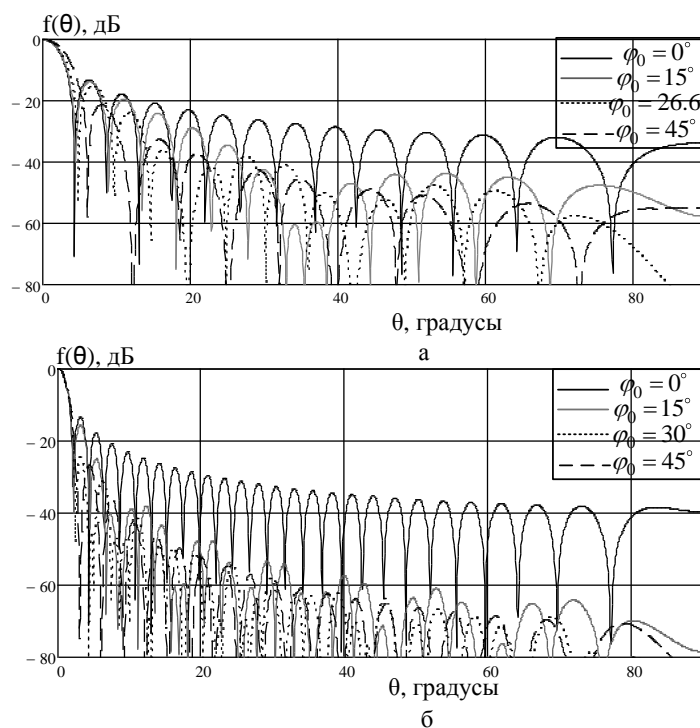 f(θ), дБ
0
– 20
– 40
– 60
– 80
φ₀ = 0°
φ₀ = 15°
φ₀ = 26.6
φ₀ = 45°
0
20
40
60
80
θ, градусы
а
f(θ), дБ
0
– 20
– 40
– 60
– 80
φ₀ = 0°
φ₀ = 15°
φ₀ = 30°
φ₀ = 45°
0
20
40
60
80
θ, градусы
б